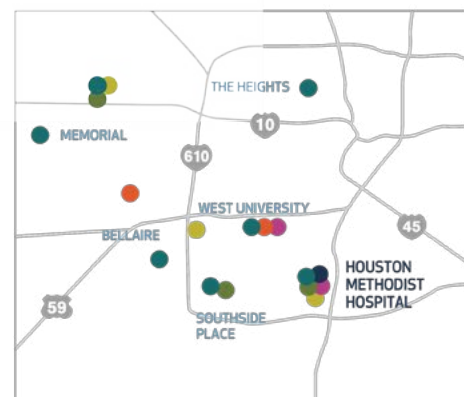 THE HEIGHTS
10
MEMORIAL
610
WEST UNIVERSITY
45
BELLAIRE
HOUSTON
METHODIST
HOSPITAL
59
SOUTHSIDE
PLACE